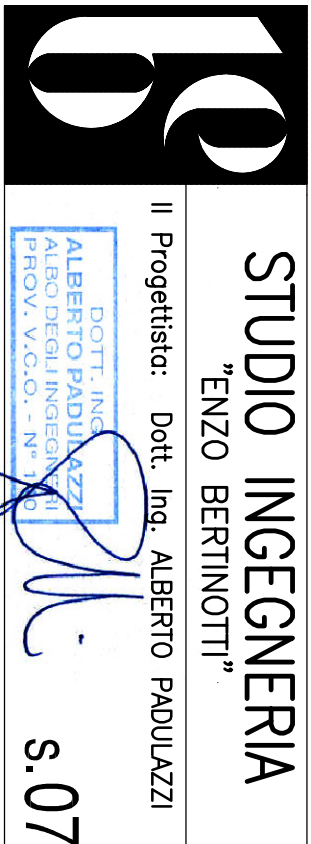 STUDIO INGEGNERIA
"ENZO BERTINOTTI"
Il Progettista: Dott. Ing. ALBERTO PADULAZZI
DOTT. ING.
ALBERTO PADULAZZI
ALBO DEGLI INGEGNERI
PROV. V.C.O. - N°
s.07